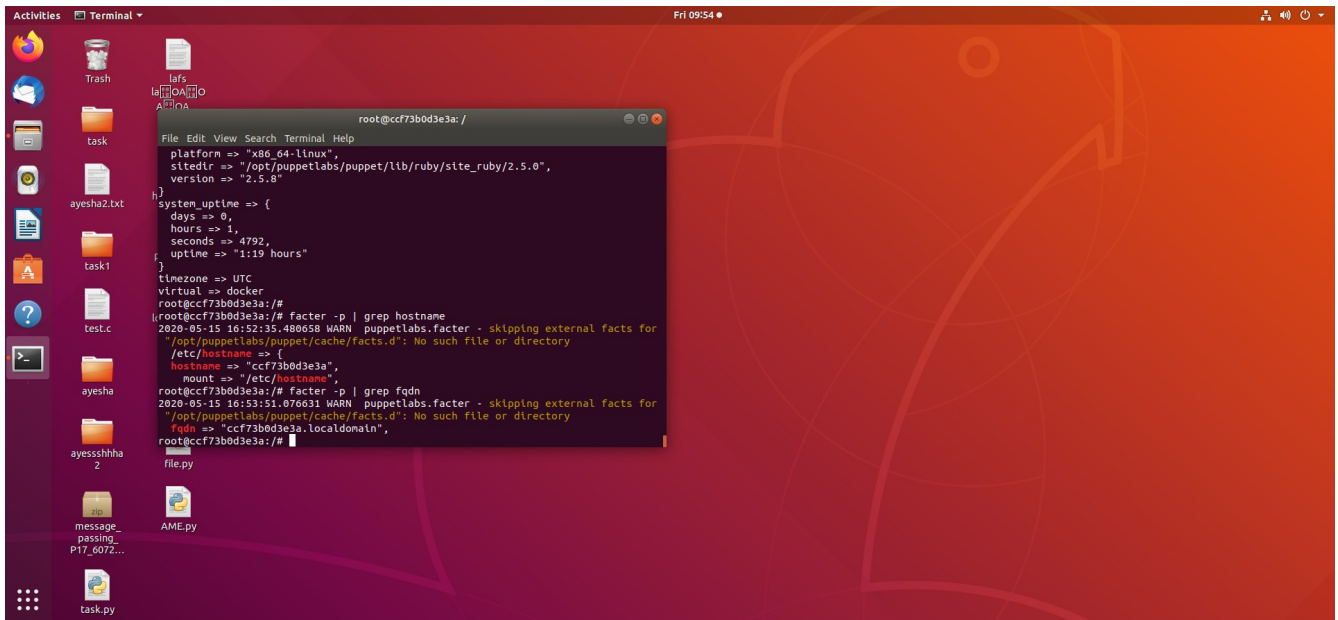 Activities
Terminal
Fri 09:54
Trash
lafs
task
ayesha2.txt
task1
test.c
ayesha
ayessshhha
2
zip
message_
passing_
P17_6072...
task.py
file.py
AME.py
root@ccf73b0d3e3a: /
File Edit View Search Terminal Help
platform => "x86_64-linux",
sitedir => "/opt/puppetlabs/puppet/lib/ruby/site_ruby/2.5.0",
version => "2.5.8"
}
system_uptime => {
days => 0,
hours => 1,
seconds => 4792,
uptime => "1:19 hours"
}
timezone => UTC
virtual => docker
root@ccf73b0d3e3a:/#
root@ccf73b0d3e3a:/# facter -p | grep hostname
2020-05-15 16:52:35.480658 WARN  puppetlabs.facter - skipping external facts for
"/opt/puppetlabs/puppet/cache/facts.d": No such file or directory
/etc/hostname => {
hostname => "ccf73b0d3e3a",
mount => "/etc/hostname",
root@ccf73b0d3e3a:/# facter -p | grep fqdn
2020-05-15 16:53:51.076631 WARN  puppetlabs.facter - skipping external facts for
"/opt/puppetlabs/puppet/cache/facts.d": No such file or directory
fqdn => "ccf73b0d3e3a.localdomain",
root@ccf73b0d3e3a:/#